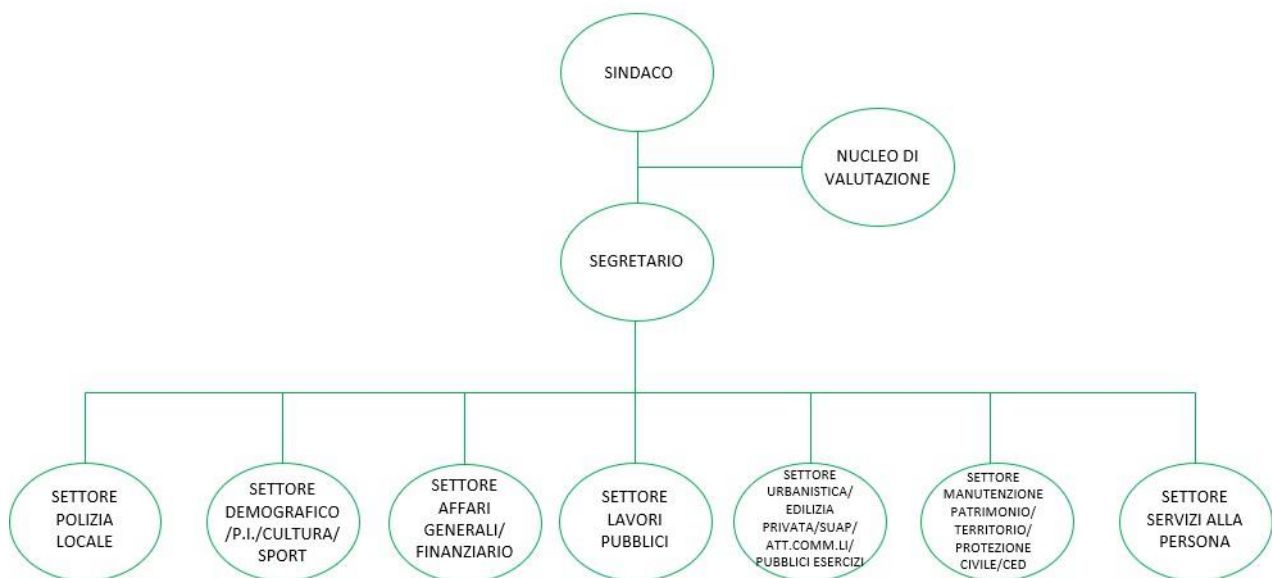 SINDACO
NUCLEO DI
VALUTAZIONE
SEGRETARIO
SETTORE
POLIZIA
LOCALE
SETTORE
DEMOGRAFICO
/P.I./CULTURA/
SPORT
SETTORE
AFFARI
GENERALI/
FINANZIARIO
SETTORE
LAVORI
PUBBLICI
SETTORE
URBANISTICA/
EDILIZIA
PRIVATA/SUAP/
ATT.COMM.LI/
PUBBLICI ESERCIZI
SETTORE
MANUTENZIONE
PATRIMONIO/
TERRITORIO/
PROTEZIONE
CIVILE/CED
SETTORE
SERVIZI ALLA
PERSONA